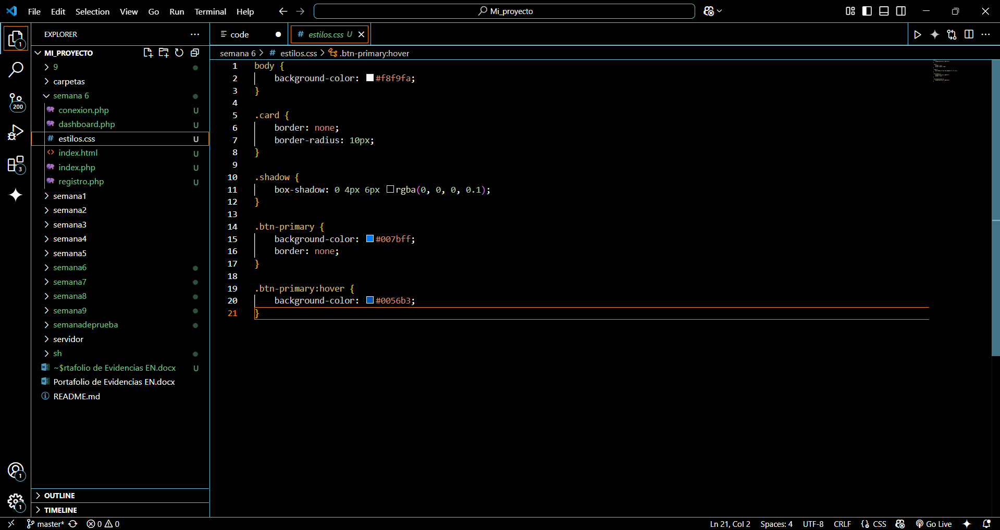 File Edit Selection View Go Run Terminal Help
Mi_proyecto
EXPLORER
code
# estilos.css U
MI_PROYECTO
semana 6 > # estilos.css > .btn-primary:hover
1
200
3
1
1
9
carpetas
semana 6
conexion.php U
dashboard.php U
# estilos.css U
<> index.html U
index.php U
registro.php U
semana1
semana2
semana3
semana4
semana5
semana6
semana7
semana8
semana9
semanadeprueba
servidor
sh
~$rtafolio de Evidencias EN.docx U
Portafolio de Evidencias EN.docx
README.md
OUTLINE
TIMELINE
1 body {
2 background-color: #f8f9fa;
3 }
4
5 .card {
6 border: none;
7 border-radius: 10px;
8 }
9
10 .shadow {
11 box-shadow: 0 4px 6px rgba(0, 0, 0, 0.1);
12 }
13
14 .btn-primary {
15 background-color: #007bff;
16 border: none;
17 }
18
19 .btn-primary:hover {
20 background-color: #0056b3;
21 }
master* 0 0
Ln 21, Col 2 Spaces: 4 UTF-8 CRLF {} CSS Go Live